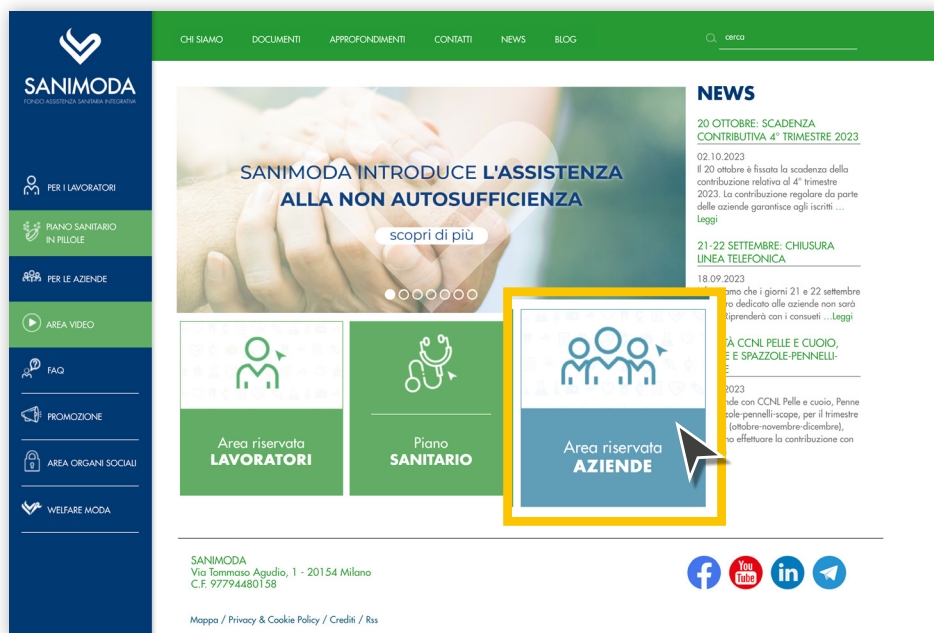 SANIMODA
FONDO ASSISTENZA SANITARIA INTEGRATIVA
CHI SIAMO DOCUMENTI APPROFONDIMENTI CONTATTI NEWS BLOG cerca
PER I LAVORATORI
PIANO SANITARIO
IN PILLOLE
PER LE AZIENDE
AREA VIDEO
FAQ
PROMOZIONE
AREA ORGANI SOCIALI
WELFARE MODA
SANIMODA INTRODUCE L'ASSISTENZA
ALLA NON AUTOSUFFICIENZA
scopri di più
Area riservata
LAVORATORI
Piano
SANITARIO
Area riservata
AZIENDE
NEWS
20 OTTOBRE: SCADENZA
CONTRIBUTIVA 4° TRIMESTRE 2023
02.10.2023
Il 20 ottobre è fissata la scadenza della
contribuzione relativa al 4° trimestre
2023. La contribuzione regolare da parte
delle aziende garantisce agli iscritti …
Leggi
21-22 SETTEMBRE: CHIUSURA
LINEA TELEFONICA
18.09.2023
che i giorni 21 e 22 settembre
dedicato alle aziende non sarà
Riprenderà con i consueti …Leggi
CCNL PELLE E CUOIO,
E SPAZZOLE-PENNELLI-
2023
con CCNL Pelle e cuoio, Penne
-pennelli-scope, per il trimestre
(ottobre-novembre-dicembre),
effettuare la contribuzione con
SANIMODA
Via Tommaso Agudio, 1 - 20154 Milano
C.F. 97794480158
You
Tube
in
Mappa / Privacy & Cookie Policy / Crediti / Rss